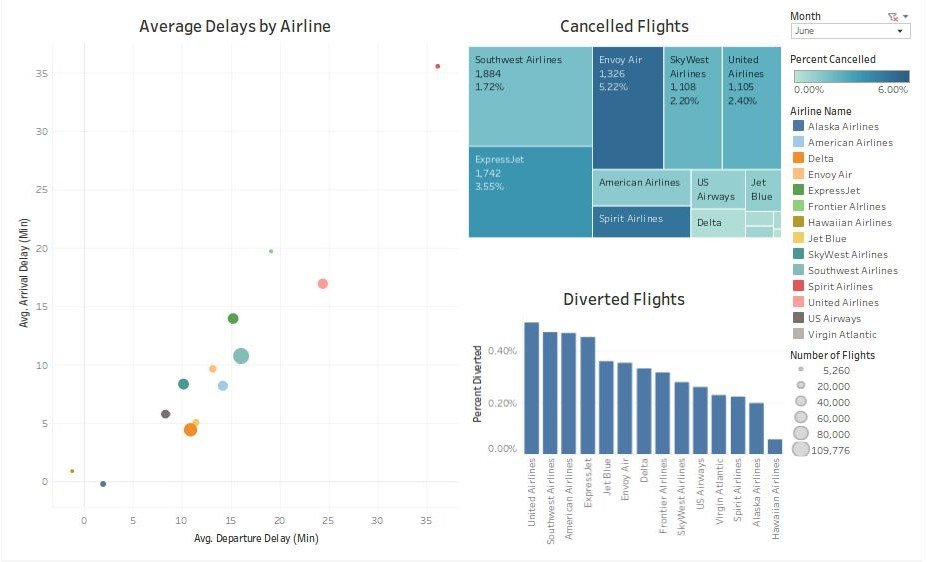 Average Delays by Airline
Avg. Arrival Delay (Min)
35
30
25
20
15
10
5
0
0
5
10
15
20
25
30
35
Avg. Departure Delay (Min)
Cancelled Flights
Southwest Airlines
1,884
1.72%
ExpressJet
1,742
3.55%
Envoy Air
1,326
5.22%
SkyWest
Airlines
1,108
2.20%
United
Airlines
1,105
2.40%
American Airlines
Spirit Airlines
US
Airways
Jet
Blue
Delta
Diverted Flights
Percent Diverted
0.40%
0.20%
0.00%
United Airlines
Southwest Airlines
American Airlines
ExpressJet
Jet Blue
Envoy Air
Delta
Frontier Airlines
SkyWest Airlines
US Airways
Virgin Atlantic
Spirit Airlines
Alaska Airlines
Hawaiian Airlines
Month
June
Percent Cancelled
0.00%
6.00%
Airline Name
Alaska Airlines
American Airlines
Delta
Envoy Air
ExpressJet
Frontier Airlines
Hawaiian Airlines
Jet Blue
SkyWest Airlines
Southwest Airlines
Spirit Airlines
United Airlines
US Airways
Virgin Atlantic
Number of Flights
5,260
20,000
40,000
60,000
80,000
109,776